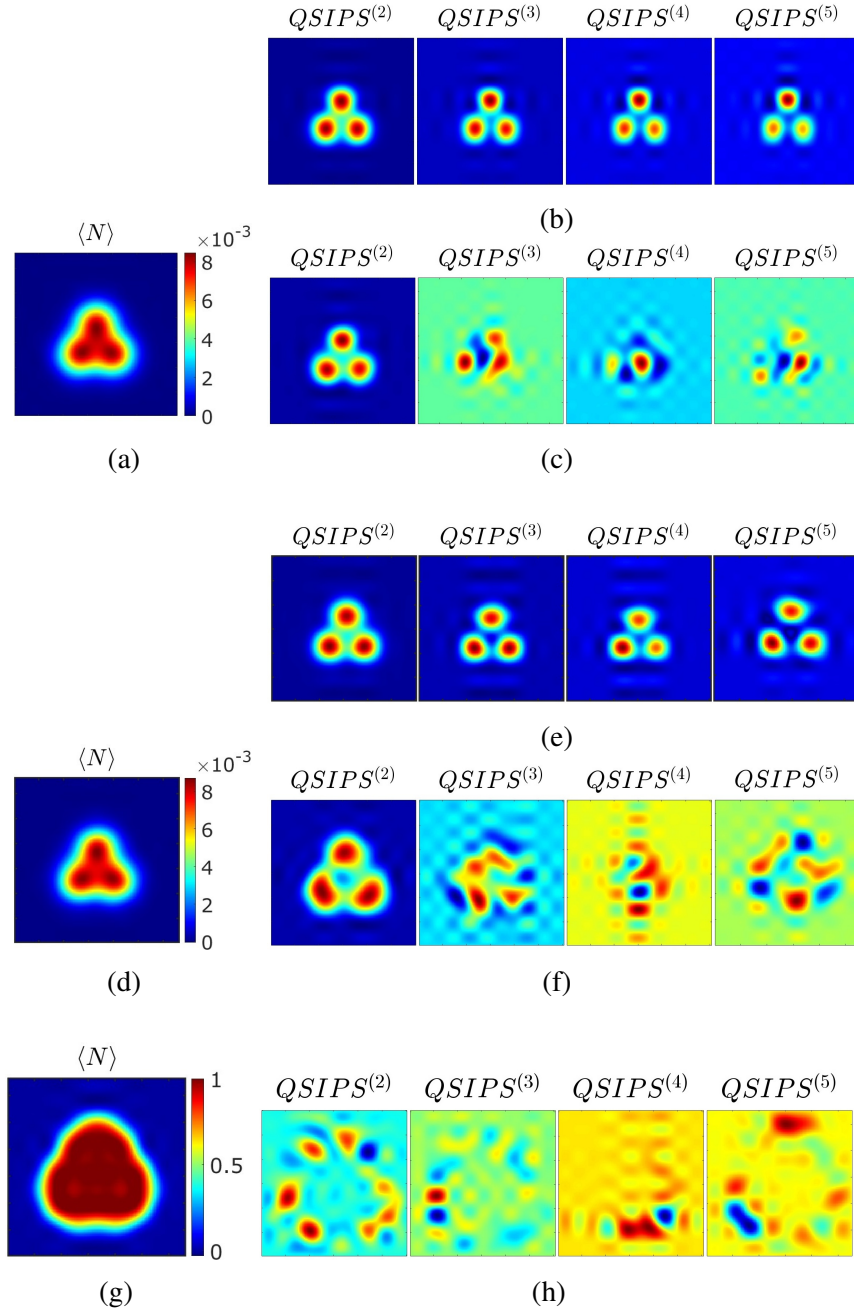 QSIPS^(2) QSIPS^(3) QSIPS^(4) QSIPS^(5)
(b)
⟨N⟩
×10^-3
8
6
4
2
0
(a)
QSIPS^(2) QSIPS^(3) QSIPS^(4) QSIPS^(5)
(c)
QSIPS^(2) QSIPS^(3) QSIPS^(4) QSIPS^(5)
(e)
⟨N⟩
×10^-3
8
6
4
2
0
(d)
QSIPS^(2) QSIPS^(3) QSIPS^(4) QSIPS^(5)
(f)
⟨N⟩
1
0.5
0
(g)
QSIPS^(2) QSIPS^(3) QSIPS^(4) QSIPS^(5)
(h)